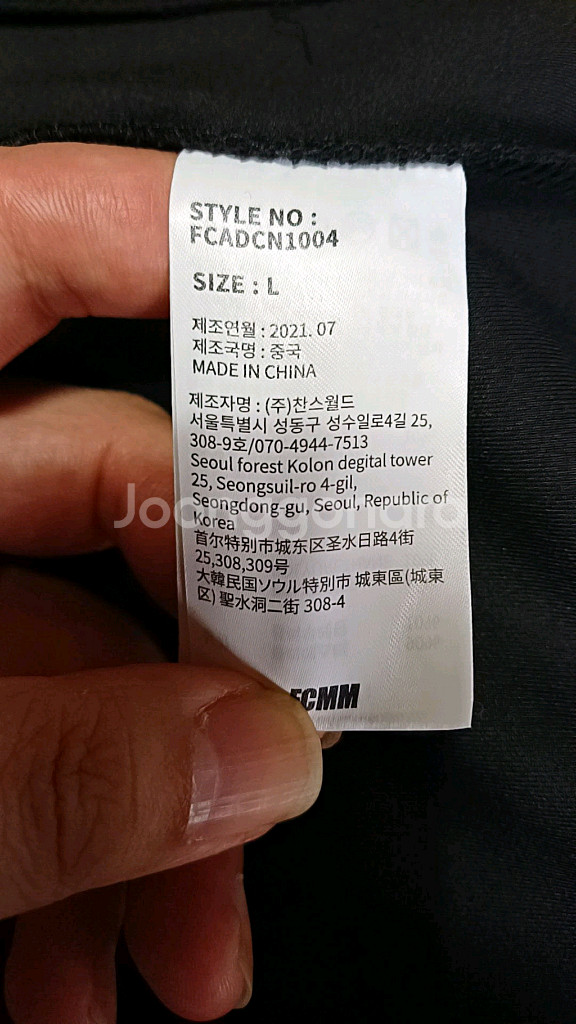 STYLE NO :
FCADCN1004
SIZE : L
제조연월 : 2021. 07
제조국명 : 중국
MADE IN CHINA
제조자명 : (주)찬스월드
서울특별시 성동구 성수일로4길 25,
308-9호/070-4944-7513
Seoul forest Kolon degital tower
25, Seongsuil-ro 4-gil,
Seongdong-gu, Seoul, Republic of
Korea
首尔特别市城东区圣水日路4街
25,308,309号
大韓民国ソウル特別市 城東區(城東
区) 聖水洞二街 308-4
FCMM
Joonggonara